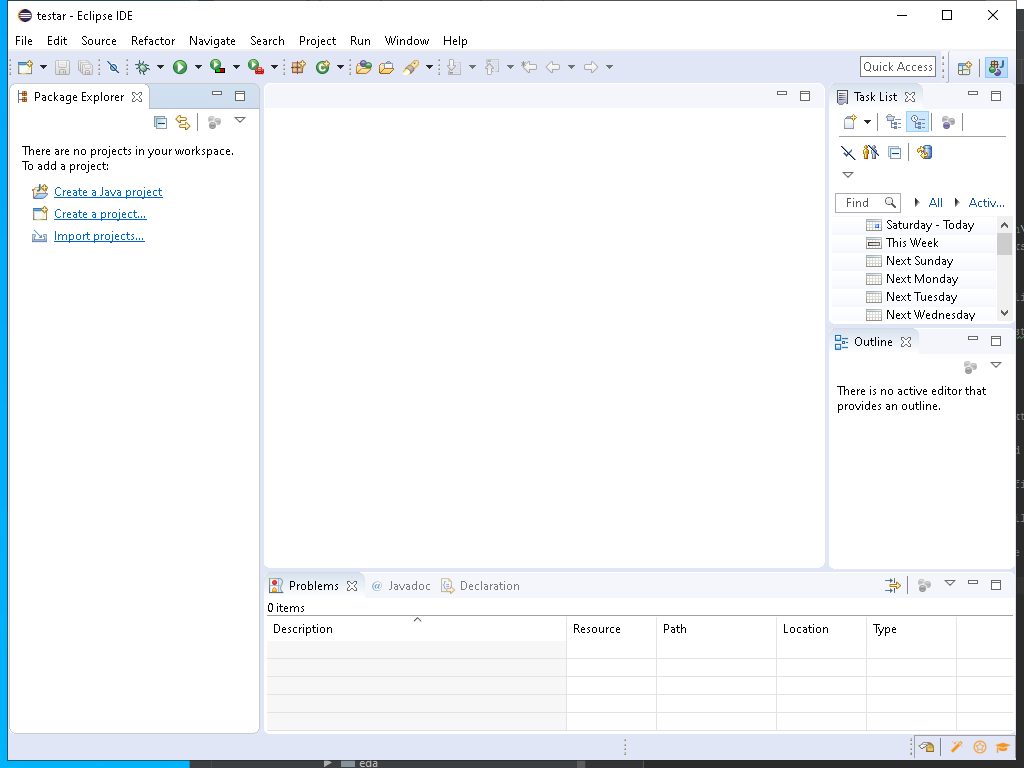 testar - Eclipse IDE
File Edit Source Refactor Navigate Search Project Run Window Help
Quick Access
Package Explorer
There are no projects in your workspace.
To add a project:
Create a Java project
Create a project...
Import projects...
Task List
Find All Activ...
Saturday - Today
This Week
Next Sunday
Next Monday
Next Tuesday
Next Wednesday
Outline
There is no active editor that
provides an outline.
Problems @ Javadoc Declaration
0 items
Description Resource Path Location Type
eda